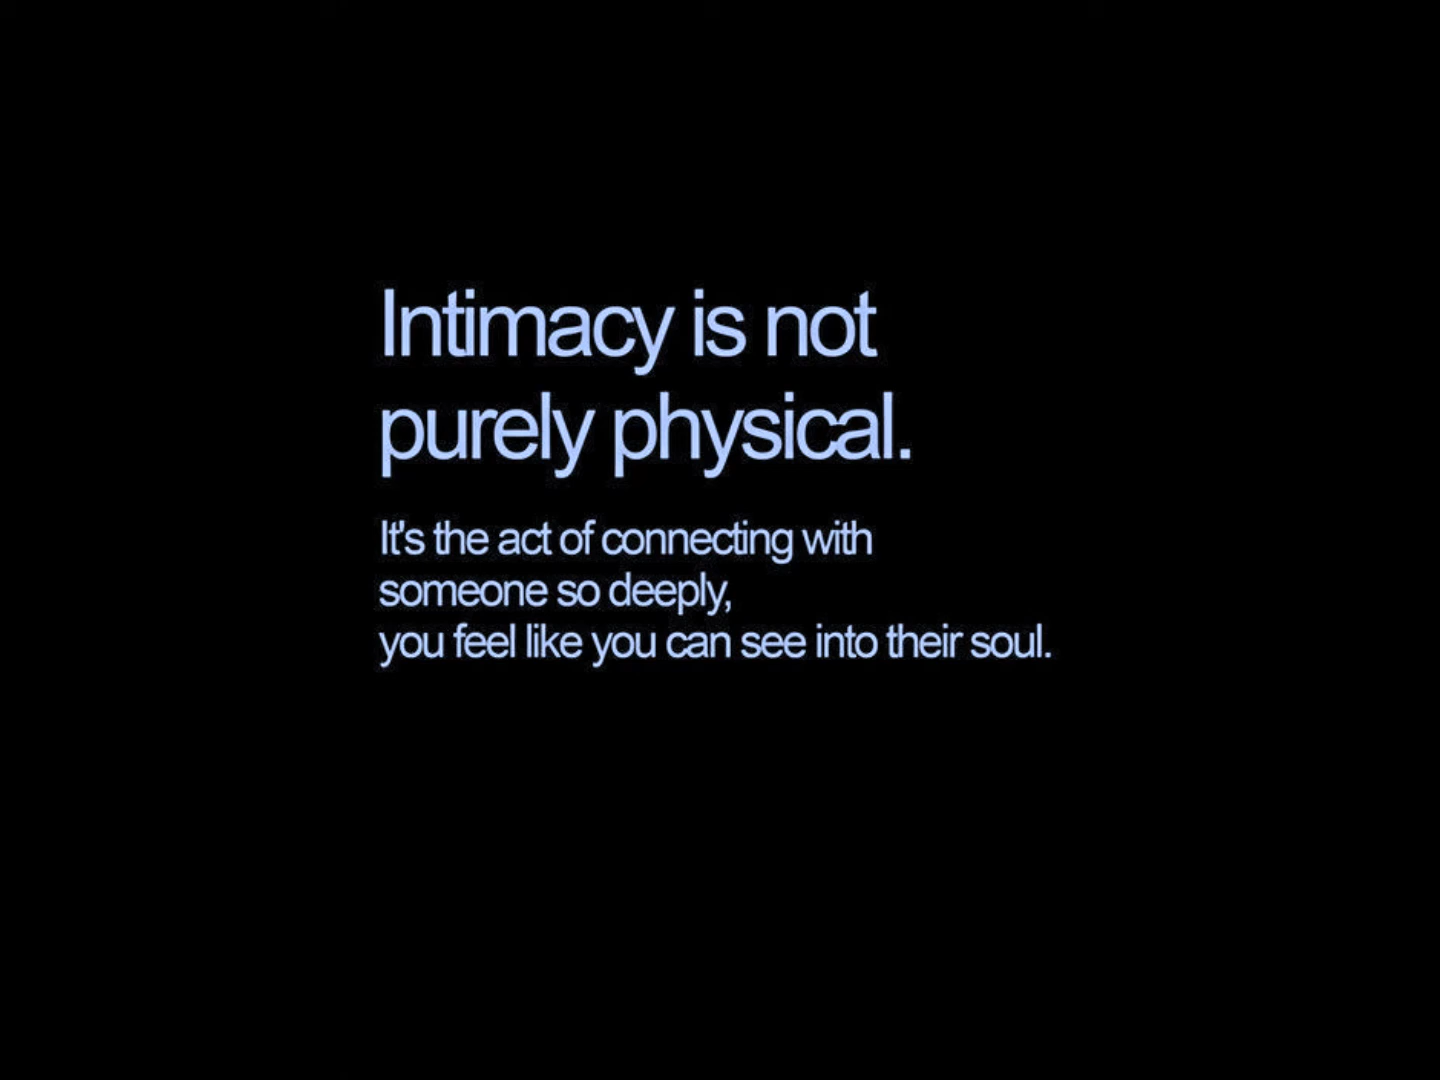 Intimacy is not
purely physical.
It's the act of connecting with
someone so deeply,
you feel like you can see into their soul.